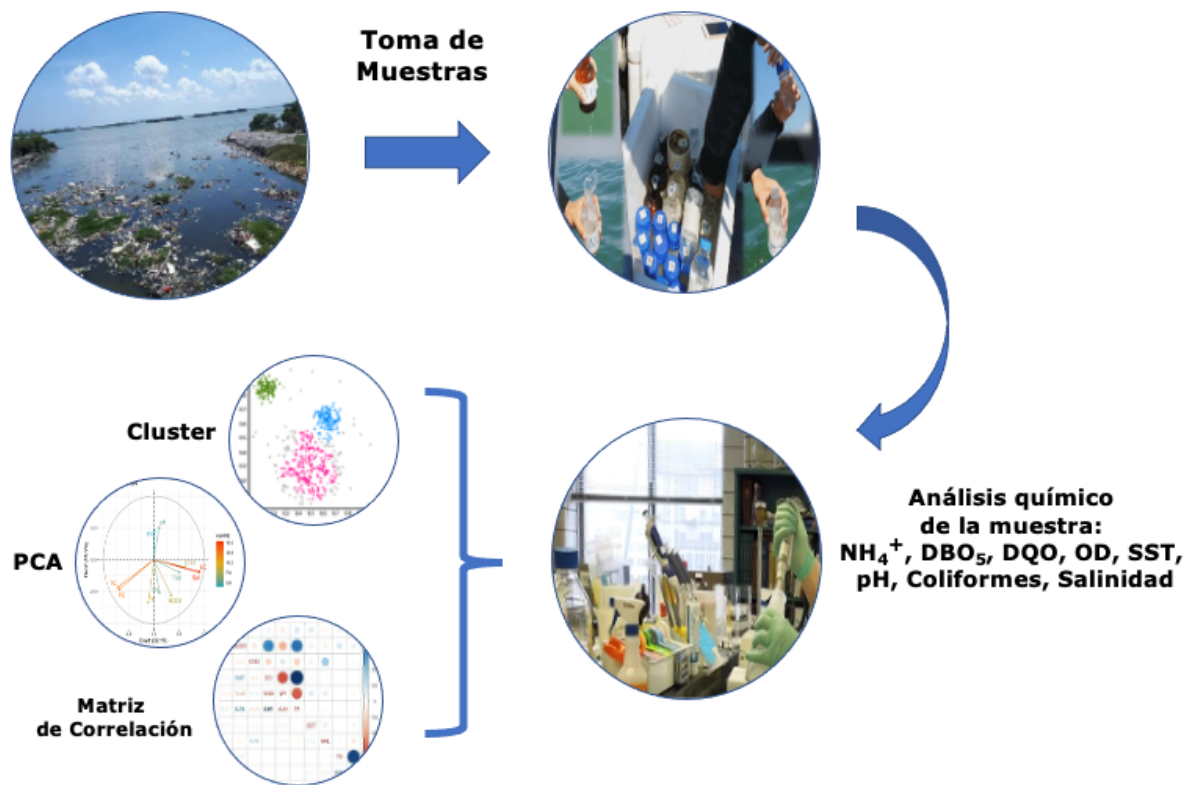 Toma de
Muestras
Análisis químico
de la muestra:
NH₄⁺, DBO₅, DQO, OD, SST,
pH, Coliformes, Salinidad
Cluster
PCA
Matriz
de Correlación